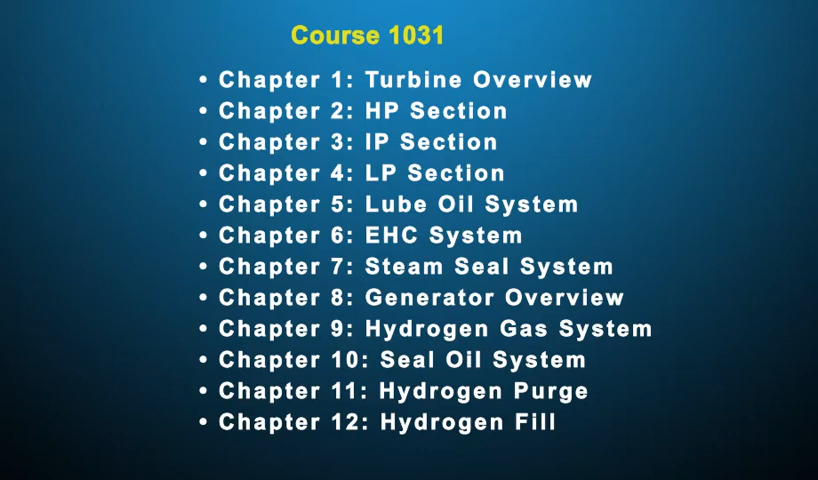 Course 1031
• Chapter 1: Turbine Overview
• Chapter 2: HP Section
• Chapter 3: IP Section
• Chapter 4: LP Section
• Chapter 5: Lube Oil System
• Chapter 6: EHC System
• Chapter 7: Steam Seal System
• Chapter 8: Generator Overview
• Chapter 9: Hydrogen Gas System
• Chapter 10: Seal Oil System
• Chapter 11: Hydrogen Purge
• Chapter 12: Hydrogen Fill